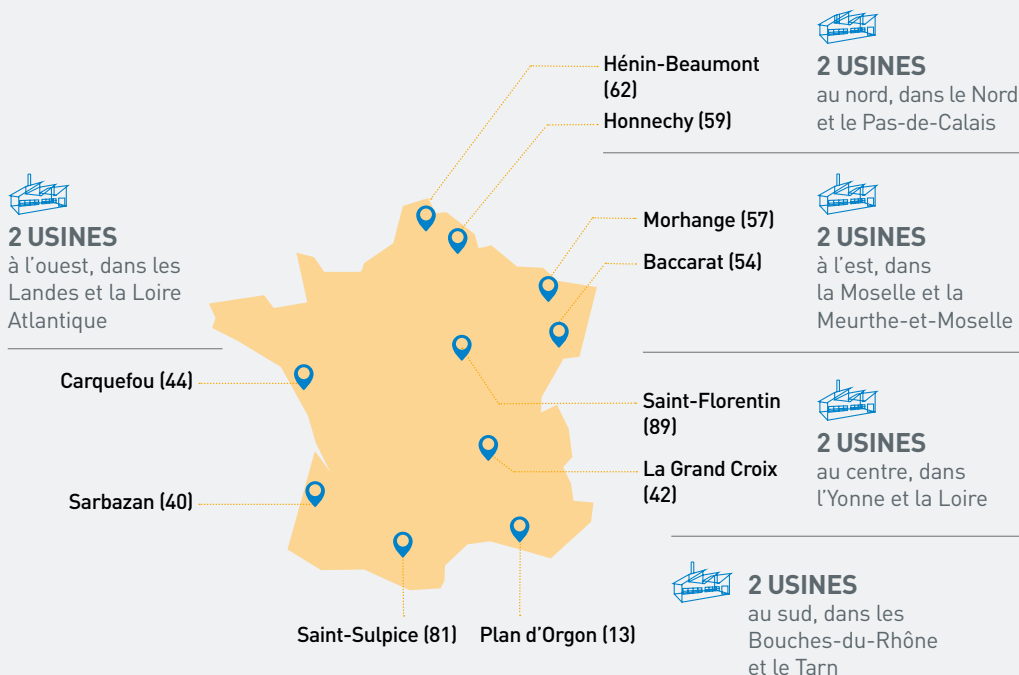 Hénin-Beaumont
(62)
Honnechy (59)
2 USINES
au nord, dans le Nord
et le Pas-de-Calais
2 USINES
à l’ouest, dans les
Landes et la Loire
Atlantique
Morhange (57)
Baccarat (54)
2 USINES
à l’est, dans
la Moselle et la
Meurthe-et-Moselle
Carquefou (44)
Sarbazan (40)
Saint-Florentin
(89)
La Grand Croix
(42)
2 USINES
au centre, dans
l’Yonne et la Loire
Saint-Sulpice (81)
Plan d’Orgon (13)
2 USINES
au sud, dans les
Bouches-du-Rhône
et le Tarn